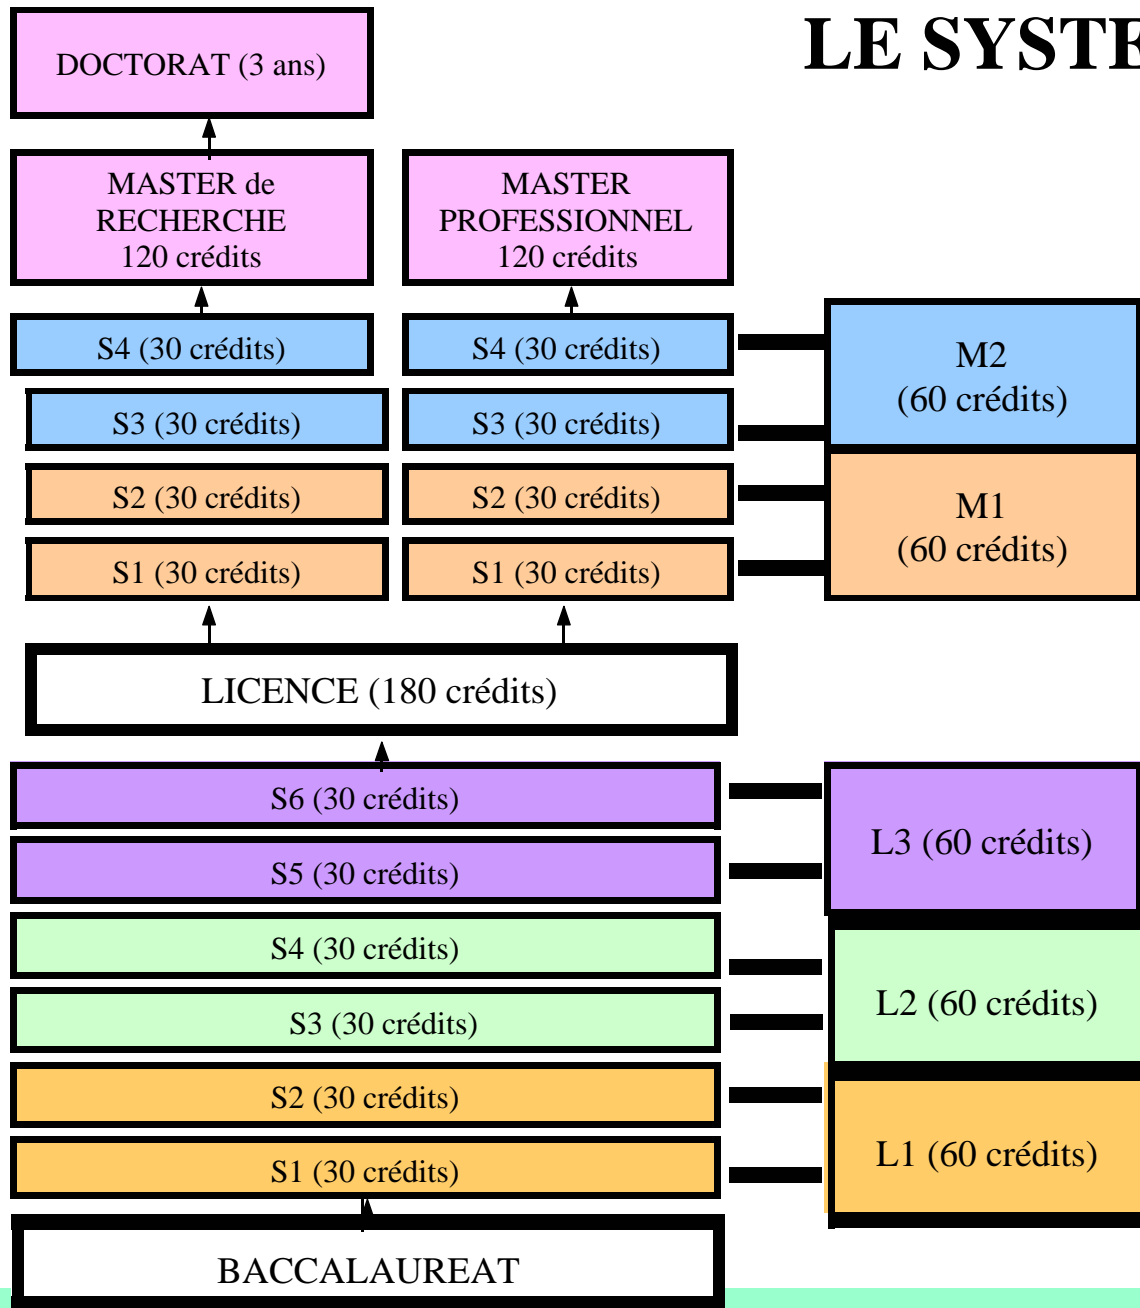 LE SYSTE
DOCTORAT (3 ans)
MASTER de
RECHERCHE
120 crédits
MASTER
PROFESSIONNEL
120 crédits
S4 (30 crédits)
S4 (30 crédits)
M2
(60 crédits)
S3 (30 crédits)
S3 (30 crédits)
S2 (30 crédits)
S2 (30 crédits)
M1
(60 crédits)
S1 (30 crédits)
S1 (30 crédits)
LICENCE (180 crédits)
S6 (30 crédits)
L3 (60 crédits)
S5 (30 crédits)
S4 (30 crédits)
L2 (60 crédits)
S3 (30 crédits)
S2 (30 crédits)
L1 (60 crédits)
S1 (30 crédits)
BACCALAUREAT